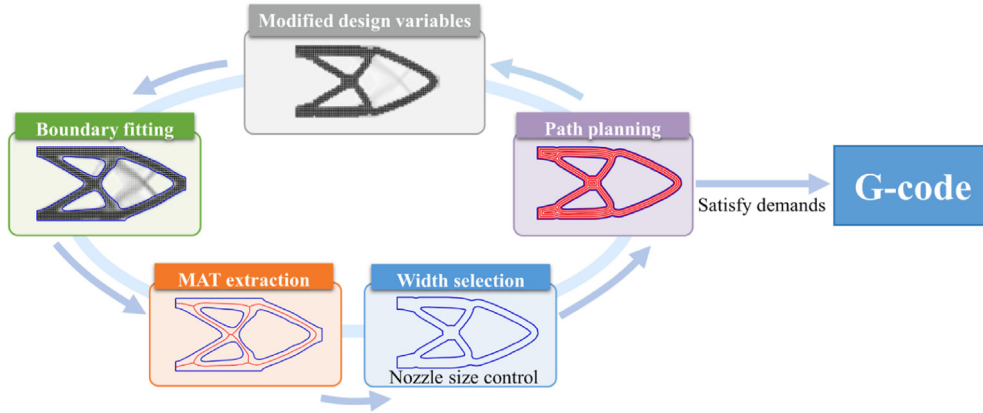 Modified design variables
Boundary fitting
Path planning
G-code
Satisfy demands
MAT extraction
Width selection
Nozzle size control